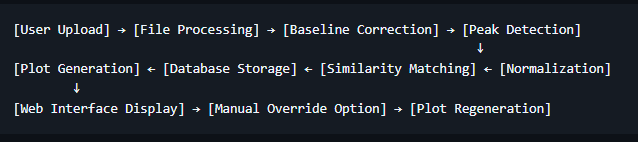 [User Upload] → [File Processing] → [Baseline Correction] → [Peak Detection]
↓
[Plot Generation] ← [Database Storage] ← [Similarity Matching] ← [Normalization]
↓
[Web Interface Display] → [Manual Override Option] → [Plot Regeneration]